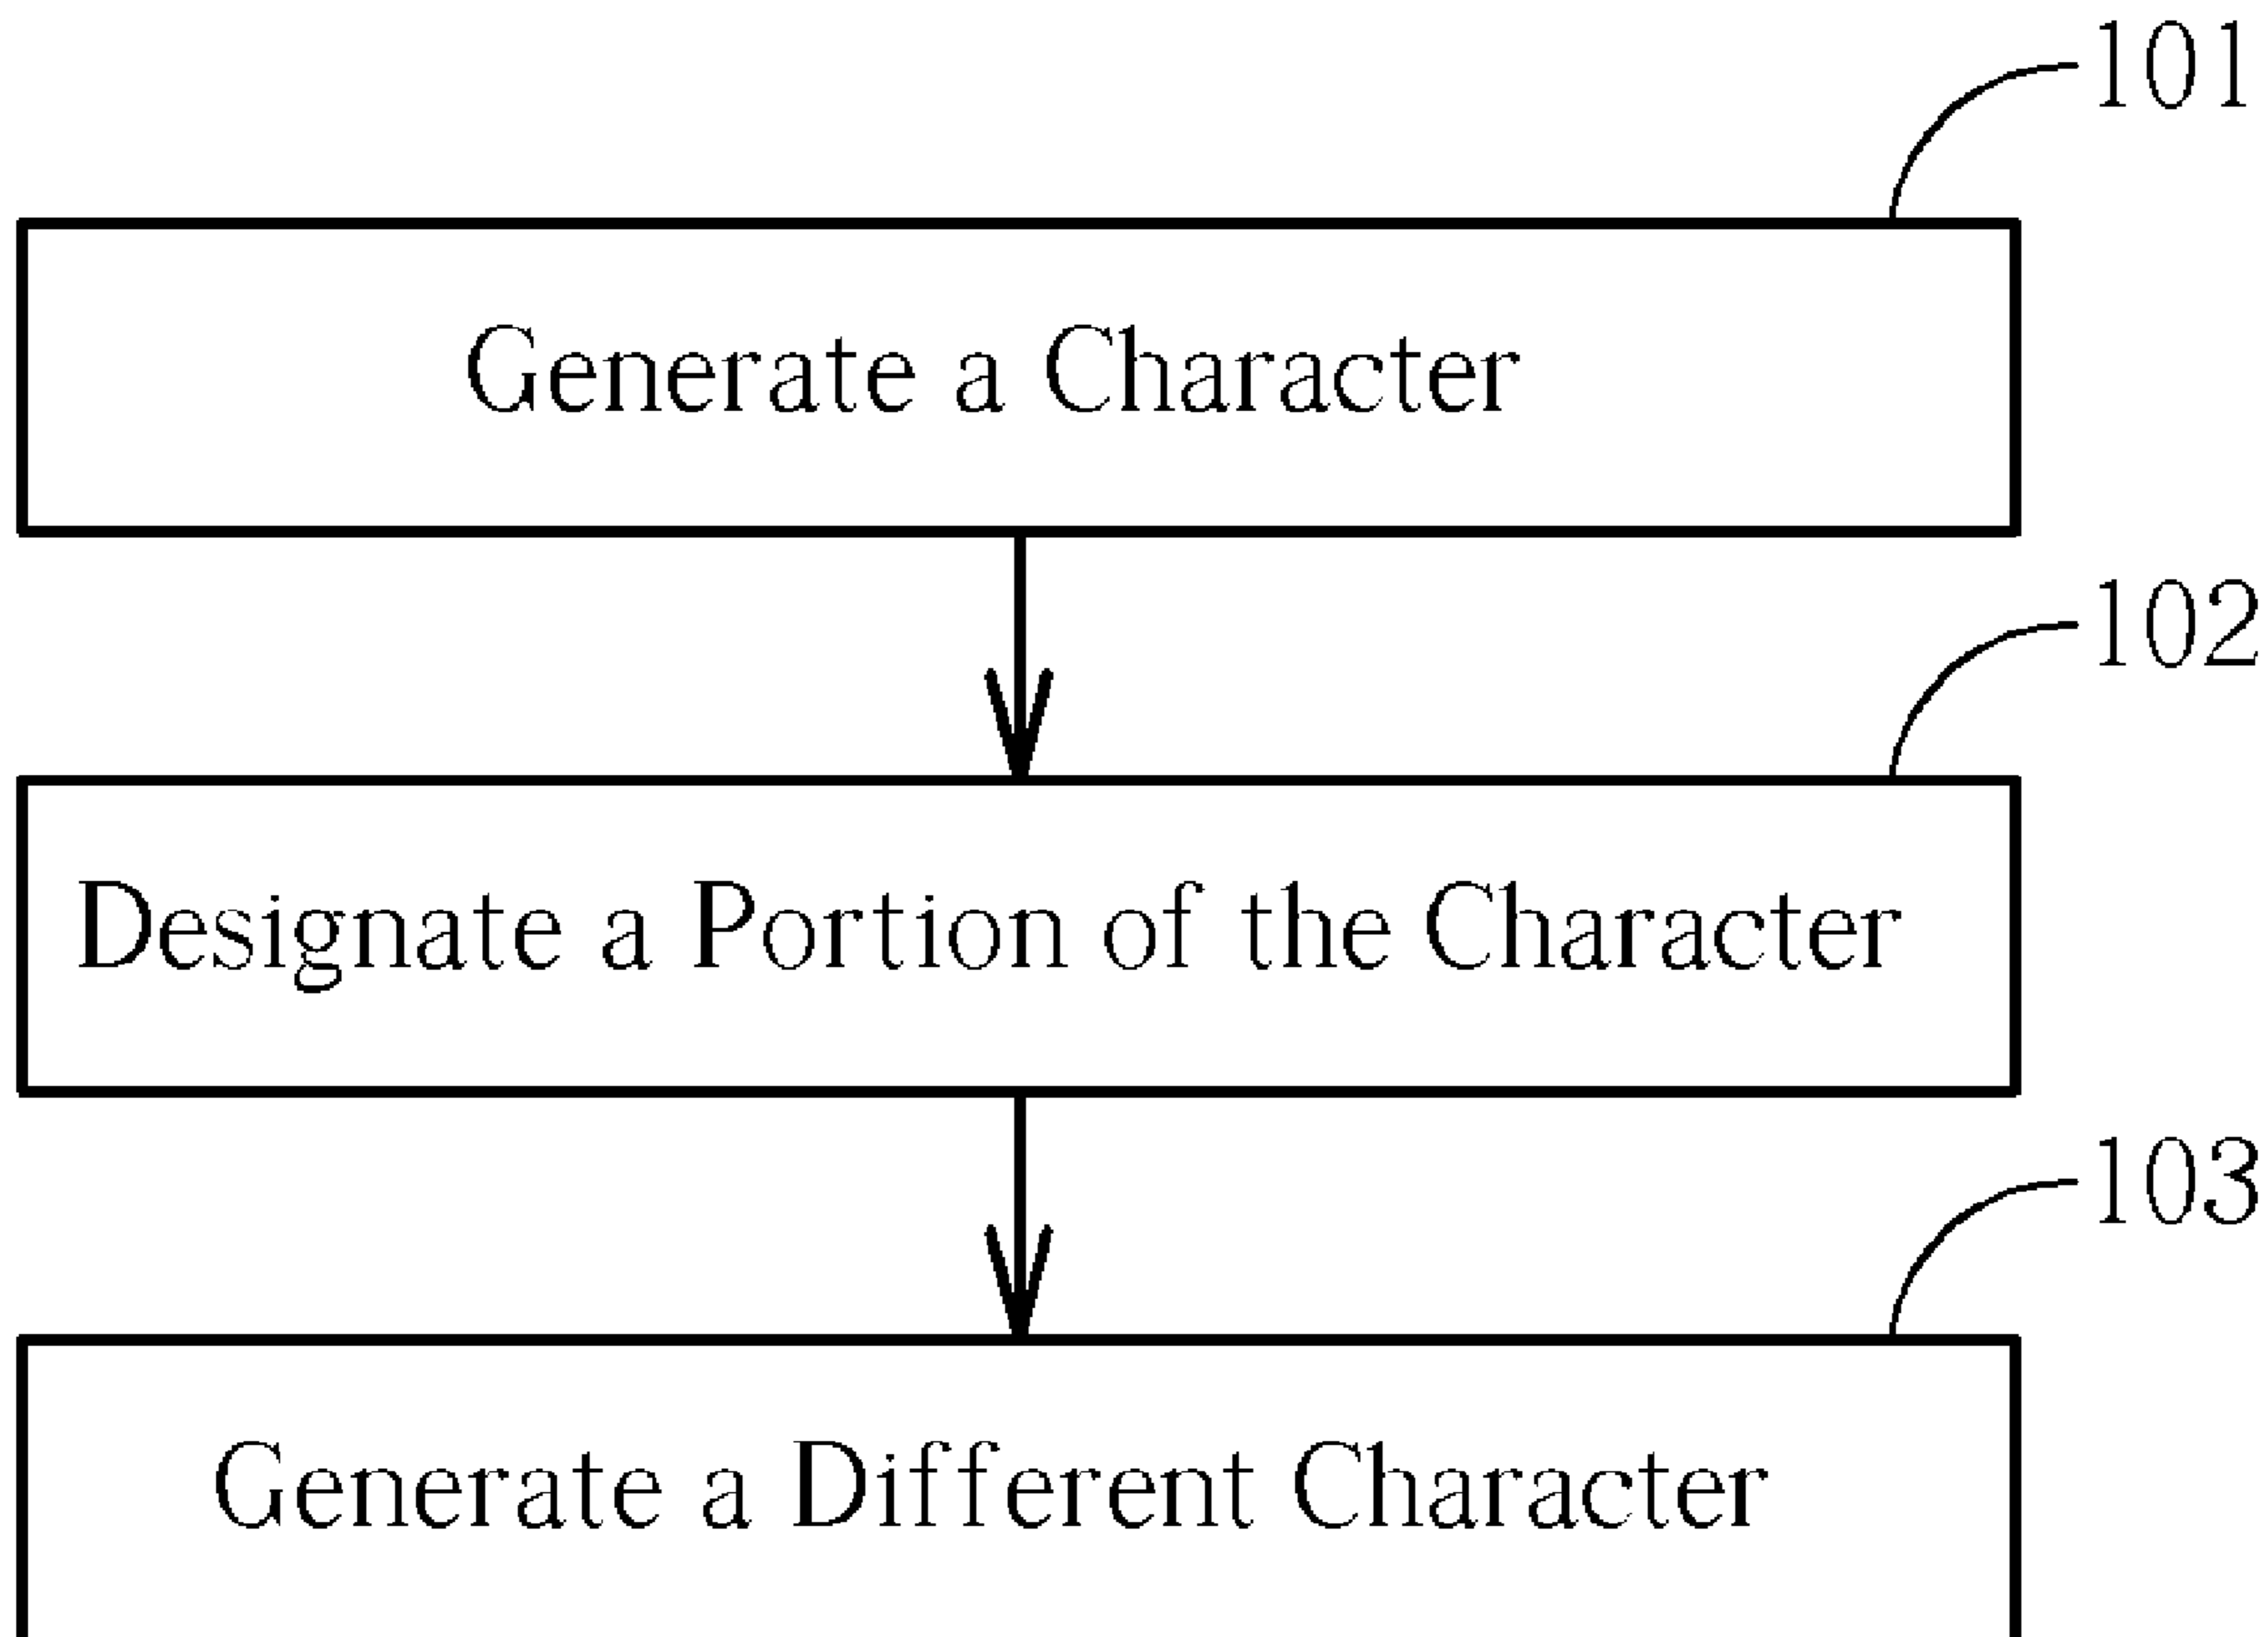 101
Generate a Character
102
Designate a Portion of the Character
103
Generate a Different Character